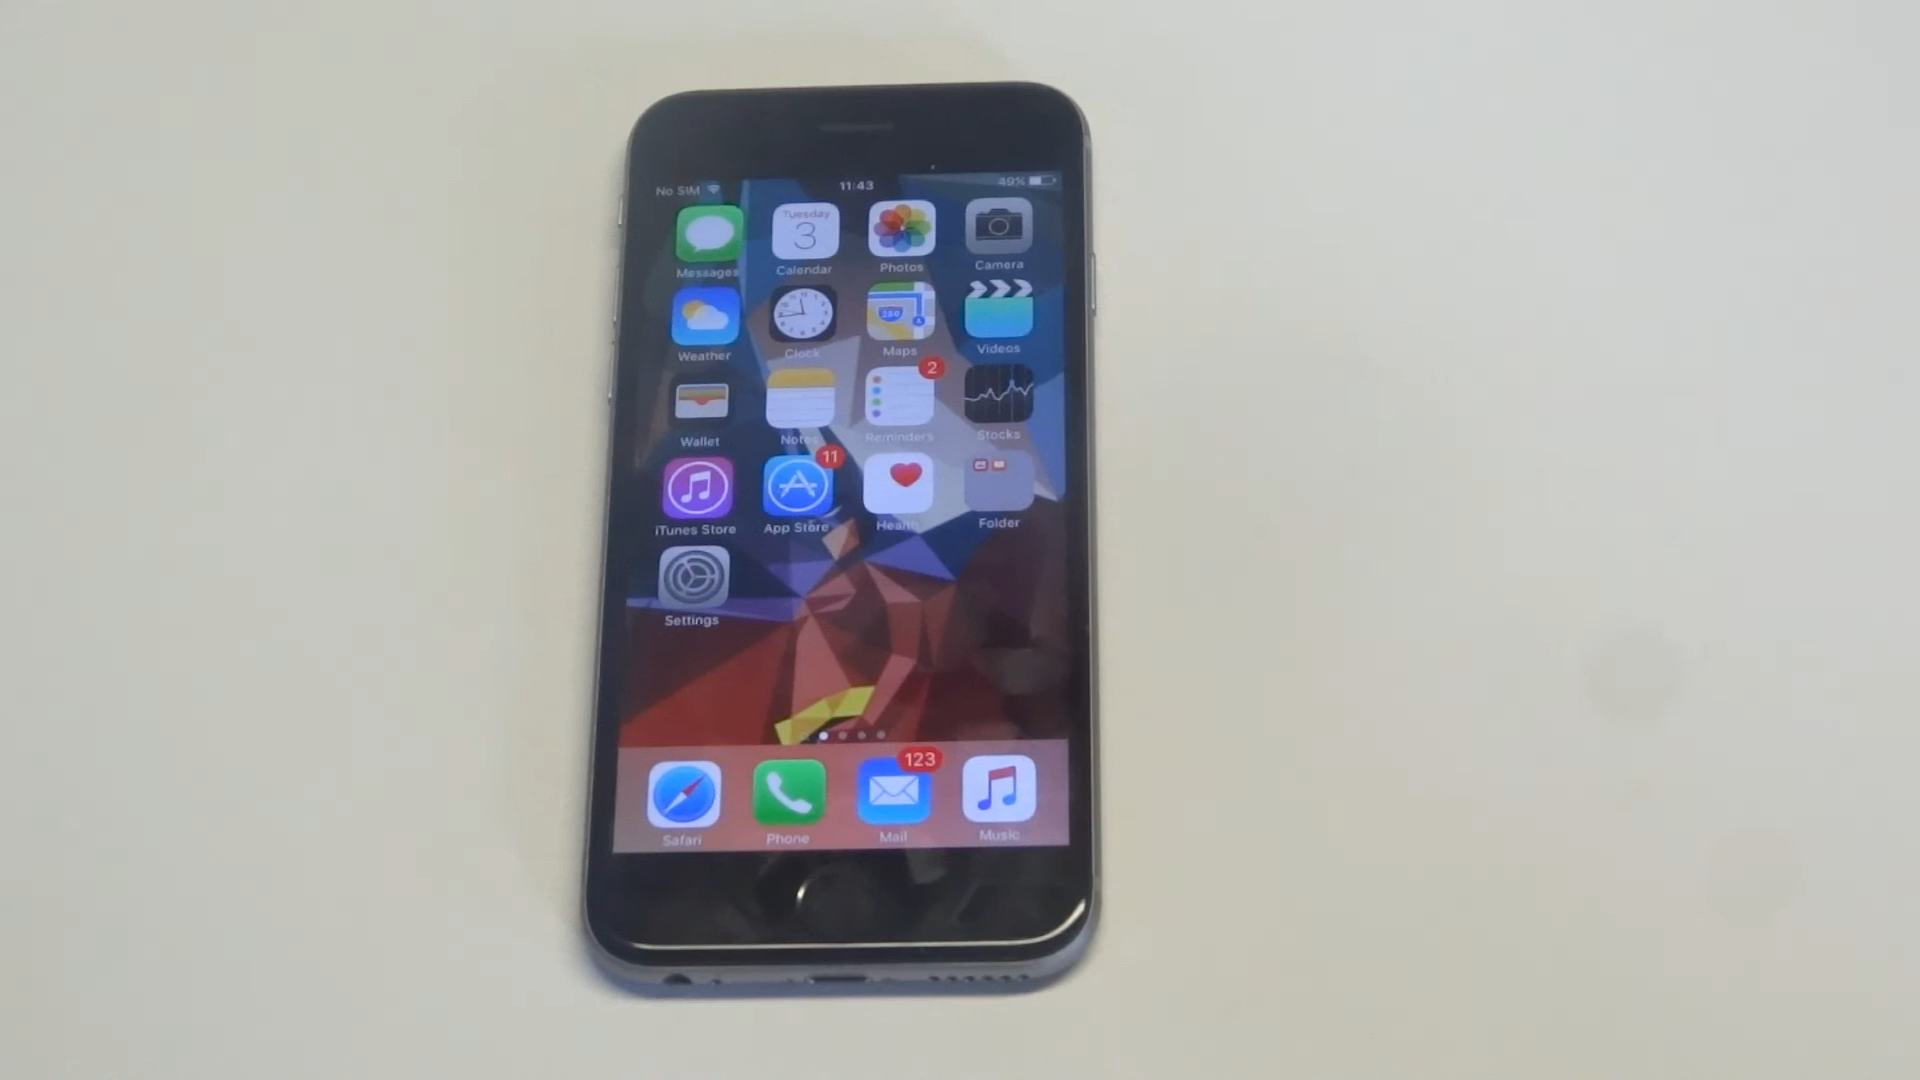 No SIM 11:43 49%
Tuesday
3
Messages Calendar Photos Camera
280
Weather Clock Maps Videos
2
Wallet Notes Reminders Stocks
11
iTunes Store App Store Health Folder
Settings
123
Safari Phone Mail Music